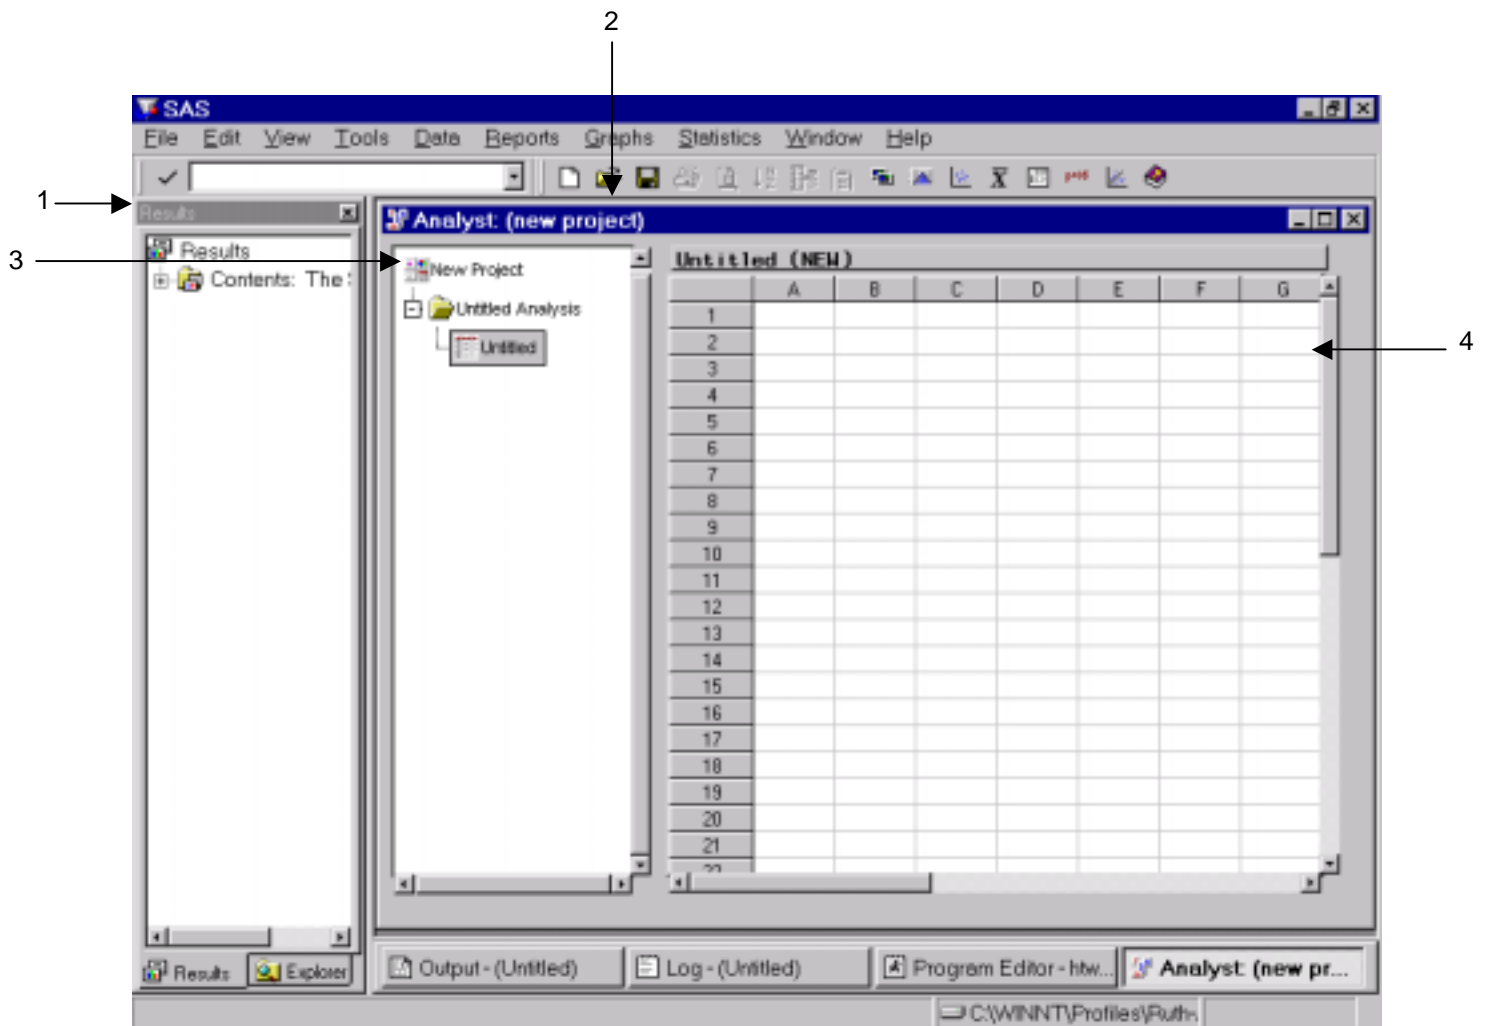 2
SAS
File Edit View Tools Data Reports Graphs Statistics Window Help
1
Results
Analyst: (new project)
Results
Contents: The
3
New Project
Untitled Analysis
Untitled
Untitled (NEW)
A B C D E F G
1
2
3
4
5
6
7
8
9
10
11
12
13
14
15
16
17
18
19
20
21
22
4
Results Explorer
Output - (Untitled) Log - (Untitled) Program Editor - htw... Analyst: (new pr...
C:\WINNT\Profiles\Ruth